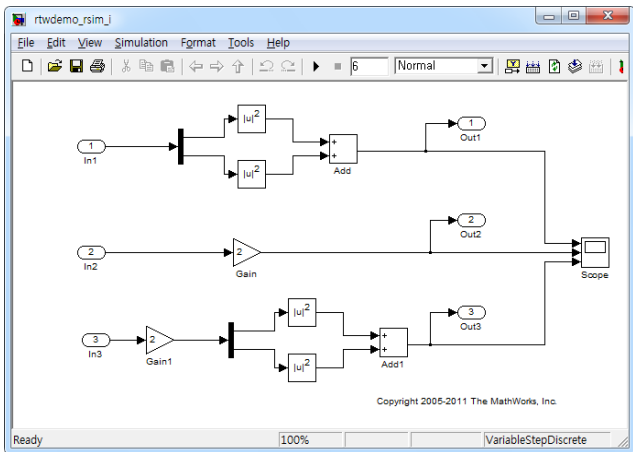 rtwdemo_rsim_i
File Edit View Simulation Format Tools Help
6 Normal
|u|2
1
In1
+
+
Add
1
Out1
|u|2
2
In2
2
Gain
2
Out2
Scope
3
In3
2
Gain1
|u|2
+
+
Add1
3
Out3
|u|2
Copyright 2005-2011 The MathWorks, Inc.
Ready 100% VariableStepDiscrete